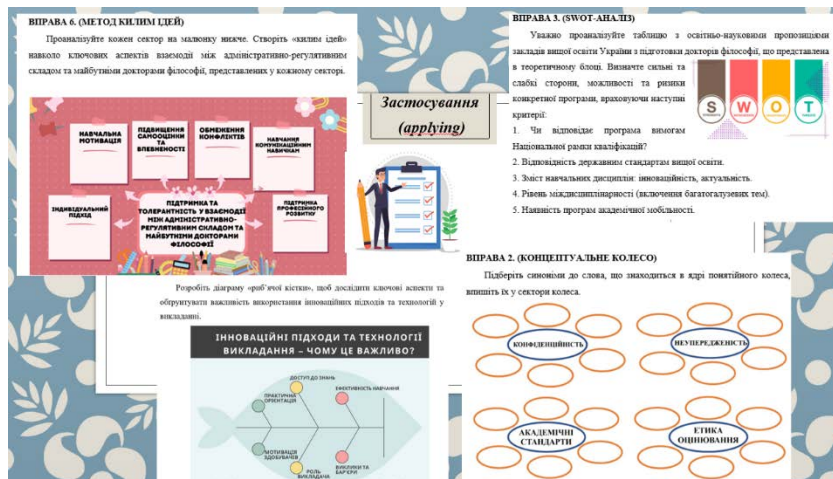 ВПРАВА 6. (МЕТОД КИЛИМ ІДЕЙ)
Проаналізуйте кожен сектор на малюнку нижче. Створіть «килим ідей»
навколо ключових аспектів взаємодії між адміністративно-регулятивним
складом та майбутніми докторами філософії, представлених у кожному секторі.
НАВЧАЛЬНА
МОТИВАЦІЯ
ПІДВИЩЕННЯ
САМООЦІНКИ
ТА
ВПЕВНЕНОСТІ
ОБМЕЖЕННЯ
КОНФЛІКТІВ
НАВЧАННЯ
КОМУНІКАЦІЙНИМ
НАВИЧКАМ
ІНДИВІДУАЛЬНИЙ
ПІДХІД
ПІДТРИМКА ТА
ТОЛЕРАНТНІСТЬ У ВЗАЄМОДІЇ
МІЖ АДМІНІСТРАТИВНО-
РЕГУЛЯТИВНИМ СКЛАДОМ ТА
МАЙБУТНІМИ ДОКТОРАМИ
ФІЛОСОФІЇ
ПІДТРИМКА
ПРОФЕСІЙНОГО
РОЗВИТКУ
Застосування
(applying)
ВПРАВА 3. (SWOT-АНАЛІЗ)
Уважно проаналізуйте таблицю з освітньо-науковими пропозиціями
закладів вищої освіти України з підготовки докторів філософії, що представлена
в теоретичному блоці. Визначте сильні та
слабкі сторони, можливості та ризики
конкретної програми, враховуючи наступні
критерії:
1. Чи відповідає програма вимогам
Національної рамки кваліфікацій?
2. Відповідність державним стандартам вищої освіти.
3. Зміст навчальних дисциплін: інноваційність, актуальність.
4. Рівень міждисциплінарності (включення багатогалузевих тем).
5. Наявність програм академічної мобільності.
S W O T
Розробіть діаграму «риб'ячої кістки», щоб дослідити ключові аспекти та
обґрунтувати важливість використання інноваційних підходів та технологій у
викладанні.
ІННОВАЦІЙНІ ПІДХОДИ ТА ТЕХНОЛОГІЇ
ВИКЛАДАННЯ – ЧОМУ ЦЕ ВАЖЛИВО?
ДОСТУП ДО ЗНАНЬ
ПРАКТИЧНА
ОРІЄНТАЦІЯ
ЕФЕКТИВНІСТЬ НАВЧАННЯ
МОТИВАЦІЯ
ЗДОБУВАЧІВ
РОЛЬ
ВИКЛАДАЧА
ВИКЛИКИ ТА
БАР'ЄРИ
ВПРАВА 2. (КОНЦЕПТУАЛЬНЕ КОЛЕСО)
Підберіть синоніми до слова, що знаходиться в ядрі понятійного колеса,
впишіть їх у сектори колеса.
КОНФІДЕНЦІЙНІСТЬ
НЕУПЕРЕДЖЕНІСТЬ
АКАДЕМІЧНІ
СТАНДАРТИ
ЕТИКА
ОЦІНЮВАННЯ